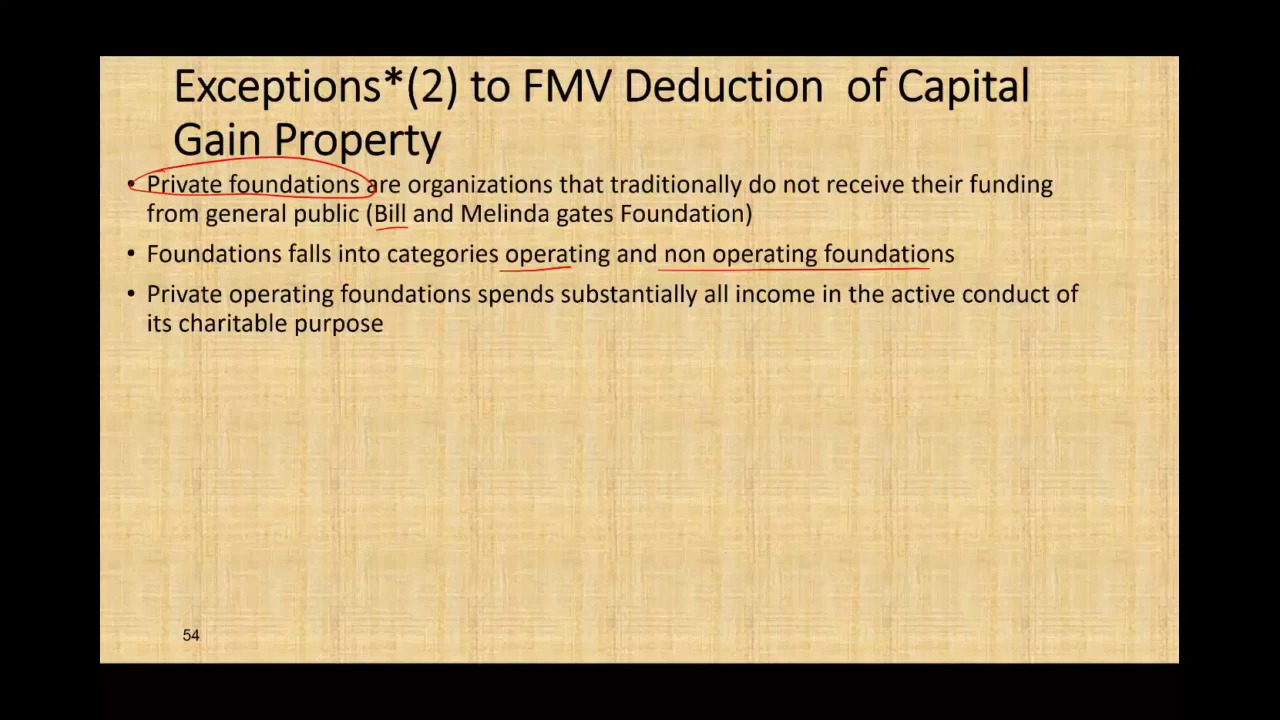 Exceptions*(2) to FMV Deduction of Capital
Gain Property
• Private foundations are organizations that traditionally do not receive their funding
from general public (Bill and Melinda gates Foundation)
• Foundations falls into categories operating and non operating foundations
• Private operating foundations spends substantially all income in the active conduct of
its charitable purpose
54